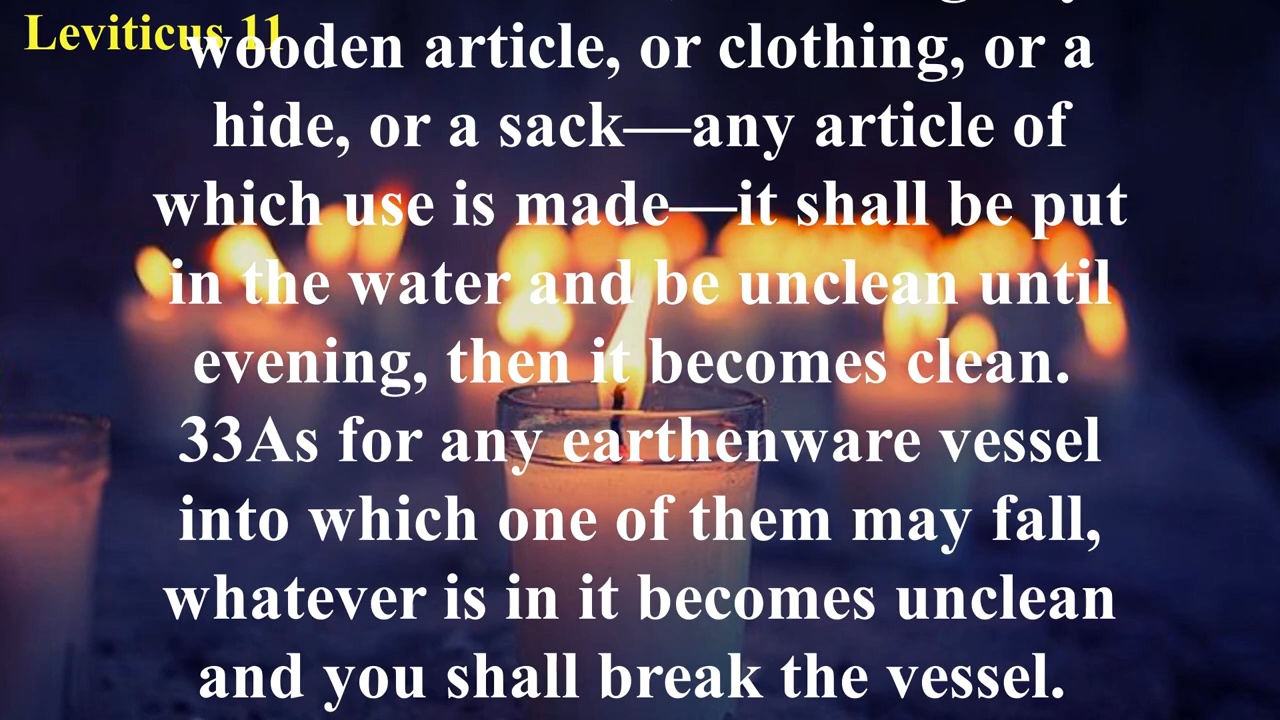 Leviticus 11
wooden article, or clothing, or a
hide, or a sack—any article of
which use is made—it shall be put
in the water and be unclean until
evening, then it becomes clean.
33As for any earthenware vessel
into which one of them may fall,
whatever is in it becomes unclean
and you shall break the vessel.